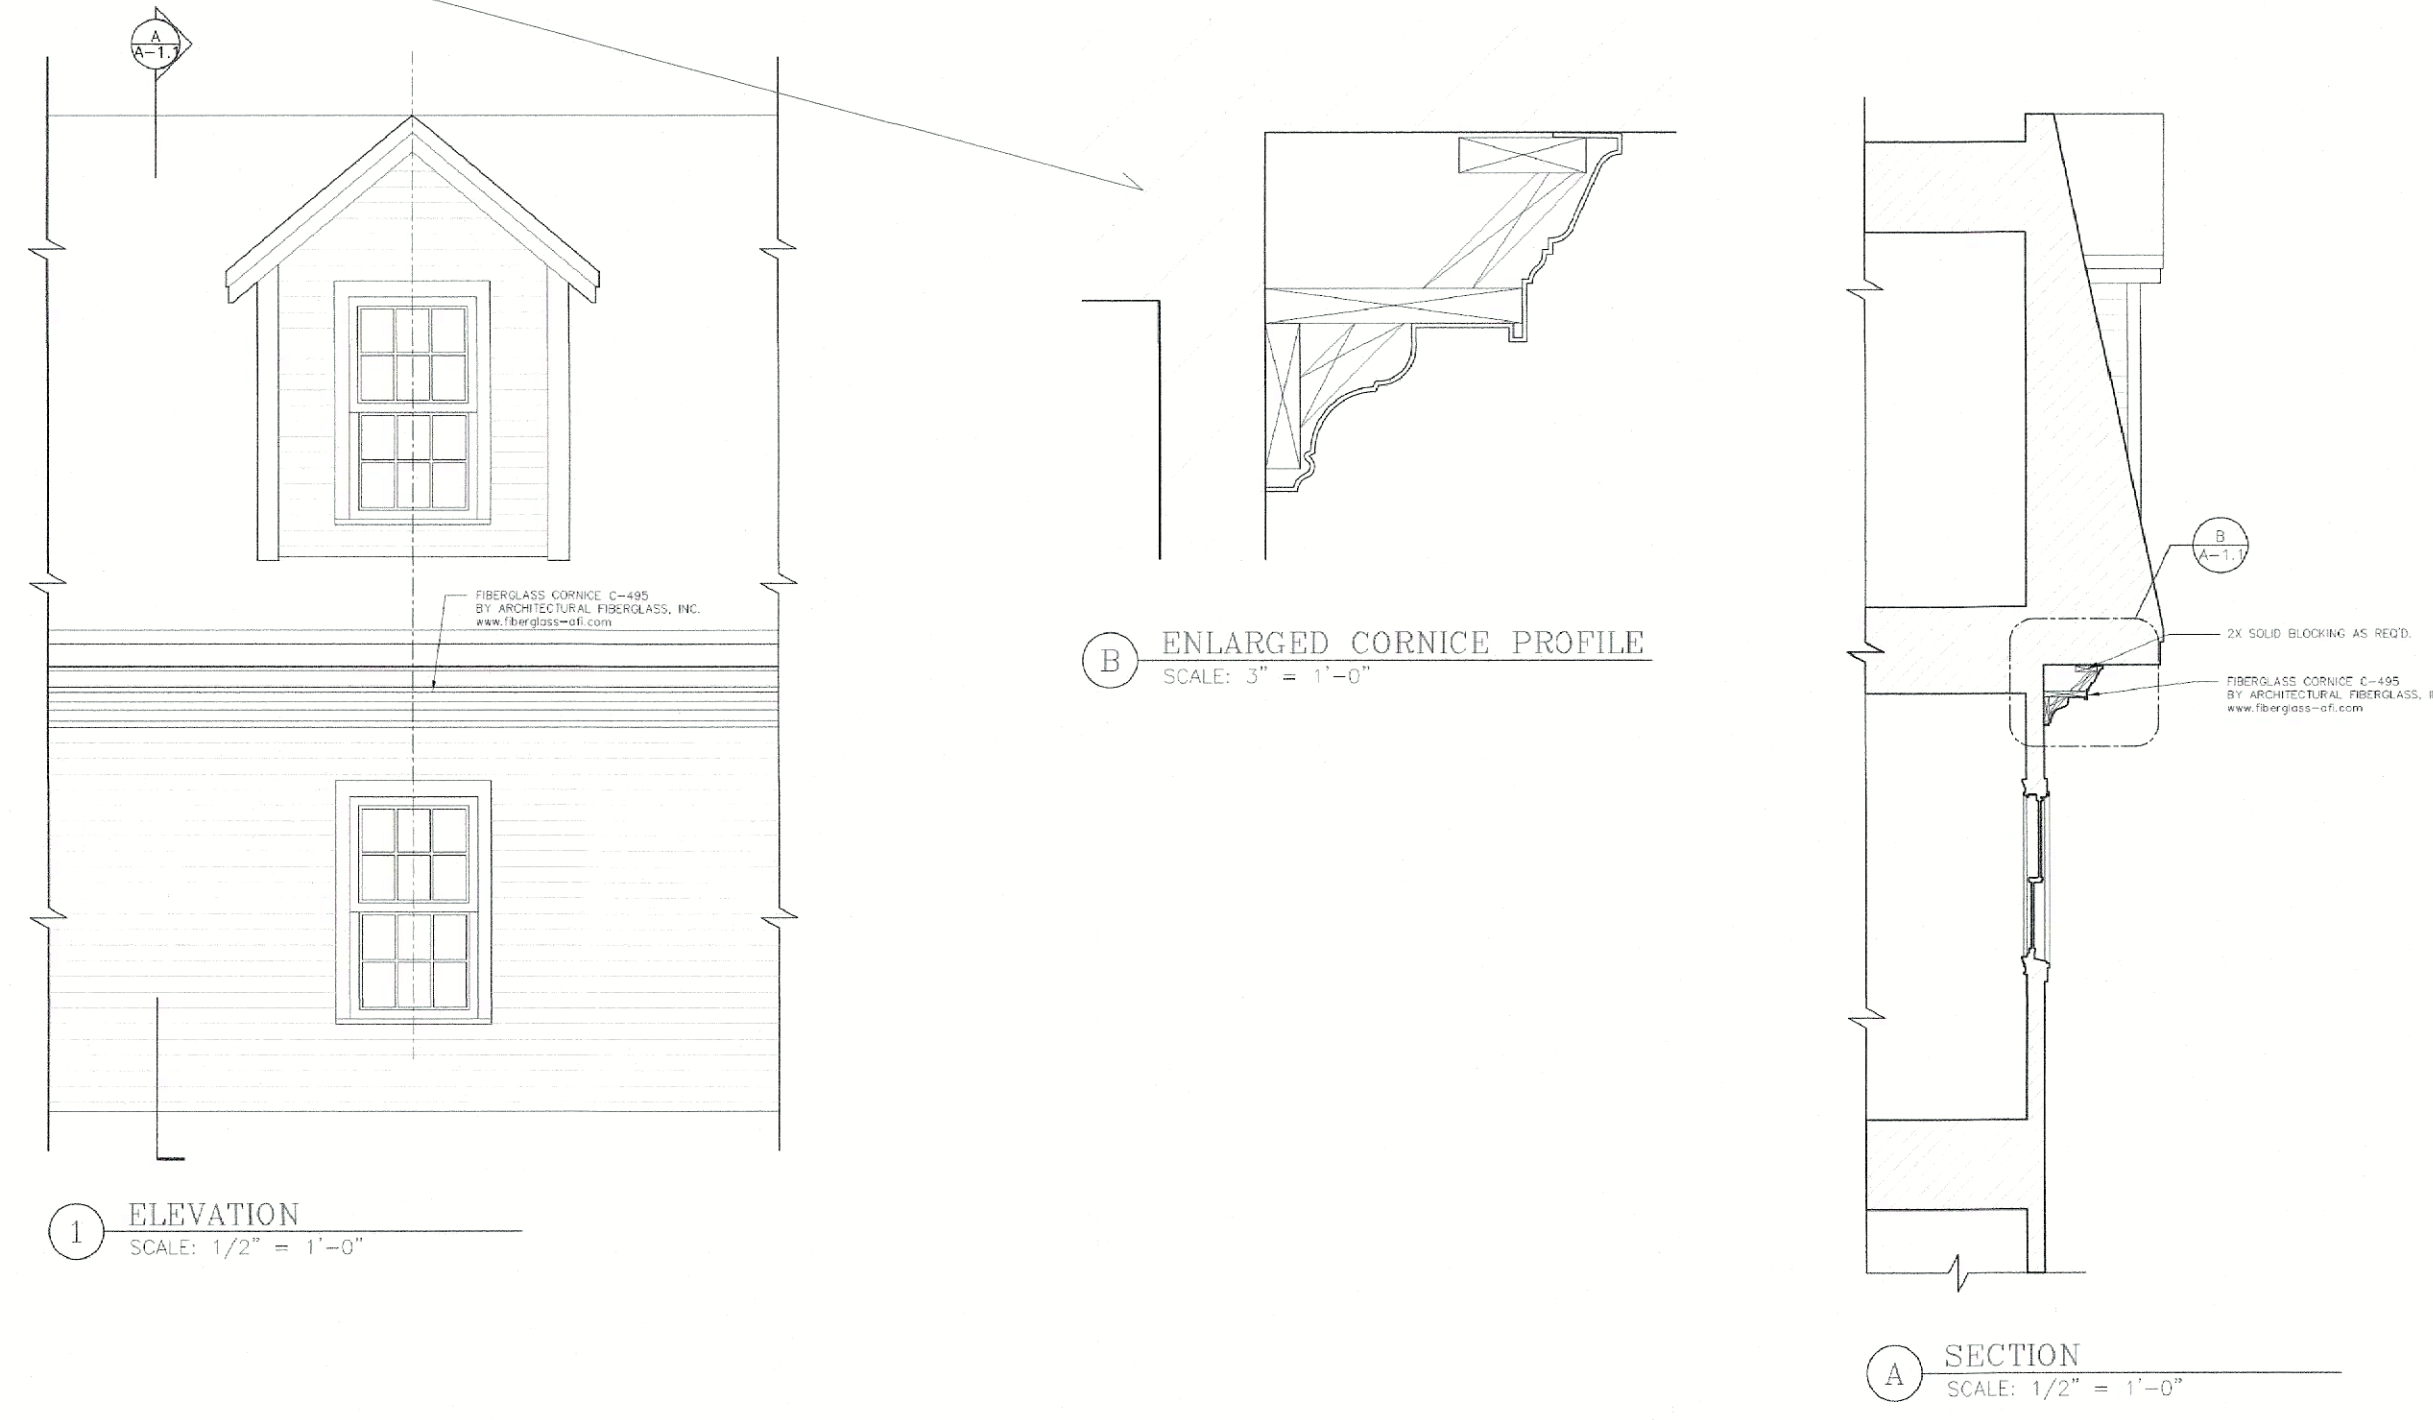 A
A-1.1
FIBERGLASS CORNICE C-495
BY ARCHITECTURAL FIBERGLASS, INC.
www.fiberglass-afi.com
1
ELEVATION
SCALE: 1/2" = 1'-0"
B
ENLARGED CORNICE PROFILE
SCALE: 3" = 1'-0"
B
A-1.1
2X SOLID BLOCKING AS REQ'D.
FIBERGLASS CORNICE C-495
BY ARCHITECTURAL FIBERGLASS,
www.fiberglass-afi.com
A
SECTION
SCALE: 1/2" = 1'-0"